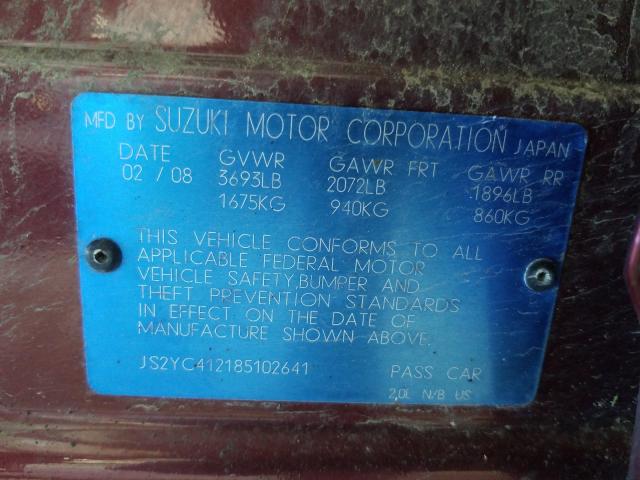 MFD BY SUZUKI MOTOR CORPORATION JAPAN
DATE GVWR GAWR FRT GAWR RR
02 / 08 3693LB 2072LB 1896LB
1675KG 940KG 860KG
THIS VEHICLE CONFORMS TO ALL
APPLICABLE FEDERAL MOTOR
VEHICLE SAFETY,BUMPER AND
THEFT PREVENTION STANDARDS
IN EFFECT ON THE DATE OF
MANUFACTURE SHOWN ABOVE.
JS2YC412185102641 PASS CAR
2.0L N/B US